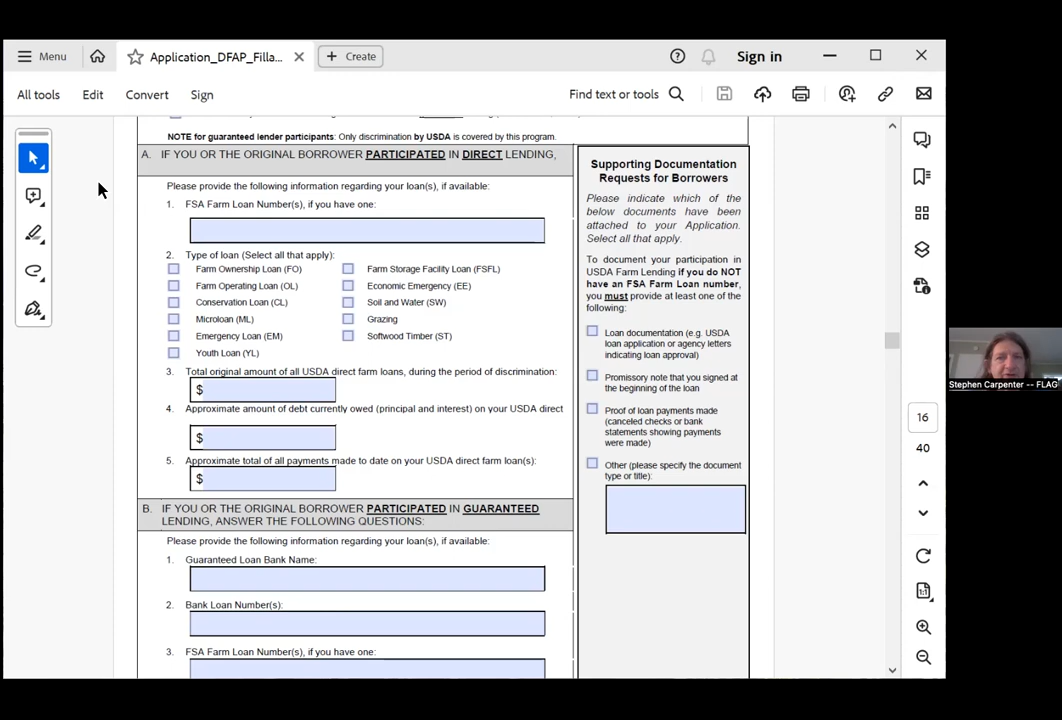 Menu
Application_DFAP_Filla...
Create
Sign in
All tools
Edit
Convert
Sign
Find text or tools
NOTE for guaranteed lender participants: Only discrimination by USDA is covered by this program.
A. IF YOU OR THE ORIGINAL BORROWER PARTICIPATED IN DIRECT LENDING,
Please provide the following information regarding your loan(s), if available:
1. FSA Farm Loan Number(s), if you have one:
2. Type of loan (Select all that apply):
Farm Ownership Loan (FO)
Farm Storage Facility Loan (FSFL)
Farm Operating Loan (OL)
Economic Emergency (EE)
Conservation Loan (CL)
Soil and Water (SW)
Microloan (ML)
Grazing
Emergency Loan (EM)
Softwood Timber (ST)
Youth Loan (YL)
3. Total original amount of all USDA direct farm loans, during the period of discrimination:
$
4. Approximate amount of debt currently owed (principal and interest) on your USDA direct
$
5. Approximate total of all payments made to date on your USDA direct farm loan(s):
$
B. IF YOU OR THE ORIGINAL BORROWER PARTICIPATED IN GUARANTEED
LENDING, ANSWER THE FOLLOWING QUESTIONS:
Please provide the following information regarding your loan(s), if available:
1. Guaranteed Loan Bank Name:
2. Bank Loan Number(s):
3. FSA Farm Loan Number(s), if you have one:
Supporting Documentation
Requests for Borrowers
Please indicate which of the
below documents have been
attached to your Application.
Select all that apply.
To document your participation in
USDA Farm Lending if you do NOT
have an FSA Farm Loan number,
you must provide at least one of the
following:
Loan documentation (e.g. USDA
loan application or agency letters
indicating loan approval)
Promissory note that you signed at
the beginning of the loan
Proof of loan payments made
(canceled checks or bank
statements showing payments
were made)
Other (please specify the document
type or title):
16
40
1:1
Stephen Carpenter -- FLAG